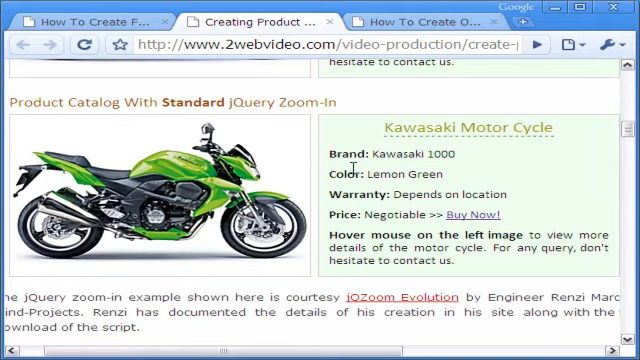 Google
How To Create F...
Creating Product ...
How To Create O...
http://www.2webvideo.com/video-production/create-p
hesitate to contact us.
Product Catalog With Standard jQuery Zoom-In
Kawasaki Motor Cycle
Brand: Kawasaki 1000
Color: Lemon Green
Warranty: Depends on location
Price: Negotiable >> Buy Now!
Hover mouse on the left image to view more
details of the motor cycle. For any query, don't
hesitate to contact us.
he jQuery zoom-in example shown here is courtesy jQZoom Evolution by Engineer Renzi Marc
ind-Projects. Renzi has documented the details of his creation in his site along with the
ownload of the script.